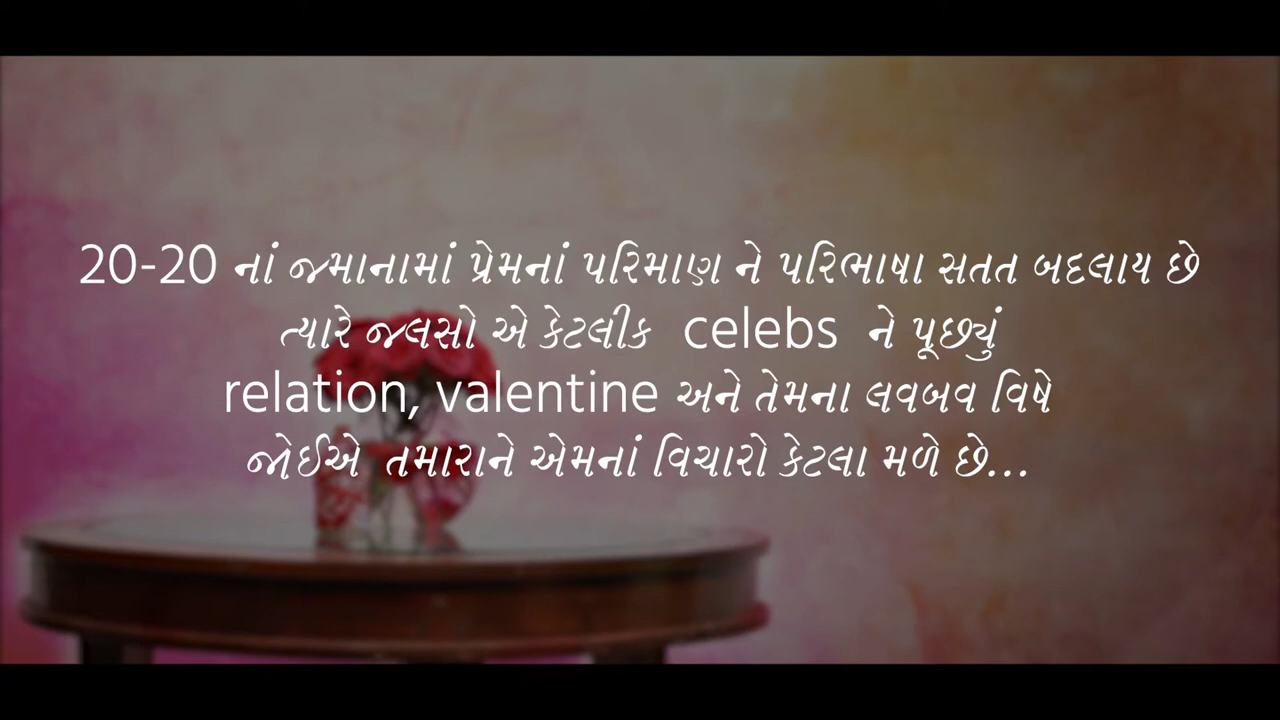 20-20 નાં જમાનામાં પ્રેમનાં પરિમાણ ને પરિભાષા સતત બદલાય છે
ત્યારે જલસો એ કેટલીક celebs ને પૂછ્યું
relation, valentine અને તેમના લવબવ વિષે
જોઈએ તમારાને એમનાં વિચારો કેટલા મળે છે...